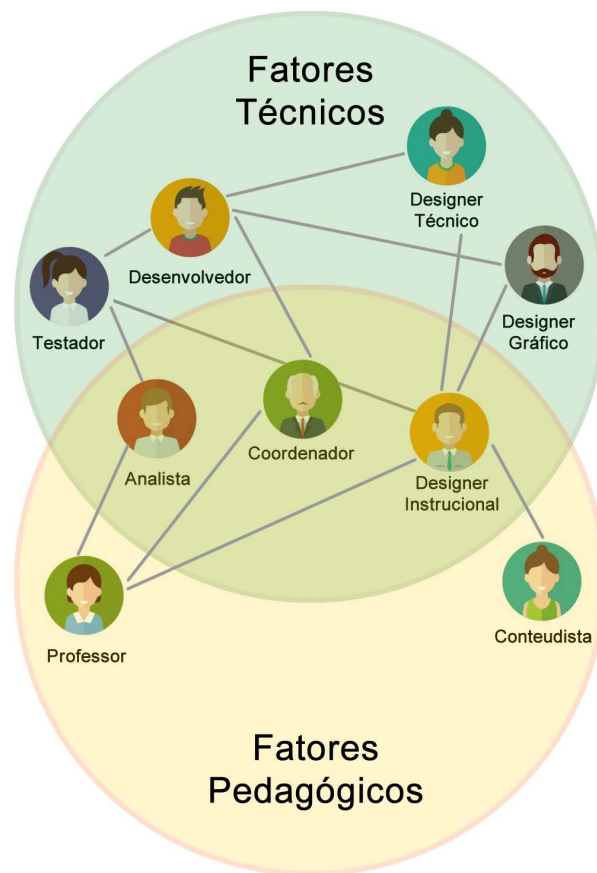 Fatores
Técnicos
Designer
Técnico
Desenvolvedor
Testador
Designer
Gráfico
Analista
Coordenador
Designer
Instrucional
Professor
Conteudista
Fatores
Pedagógicos